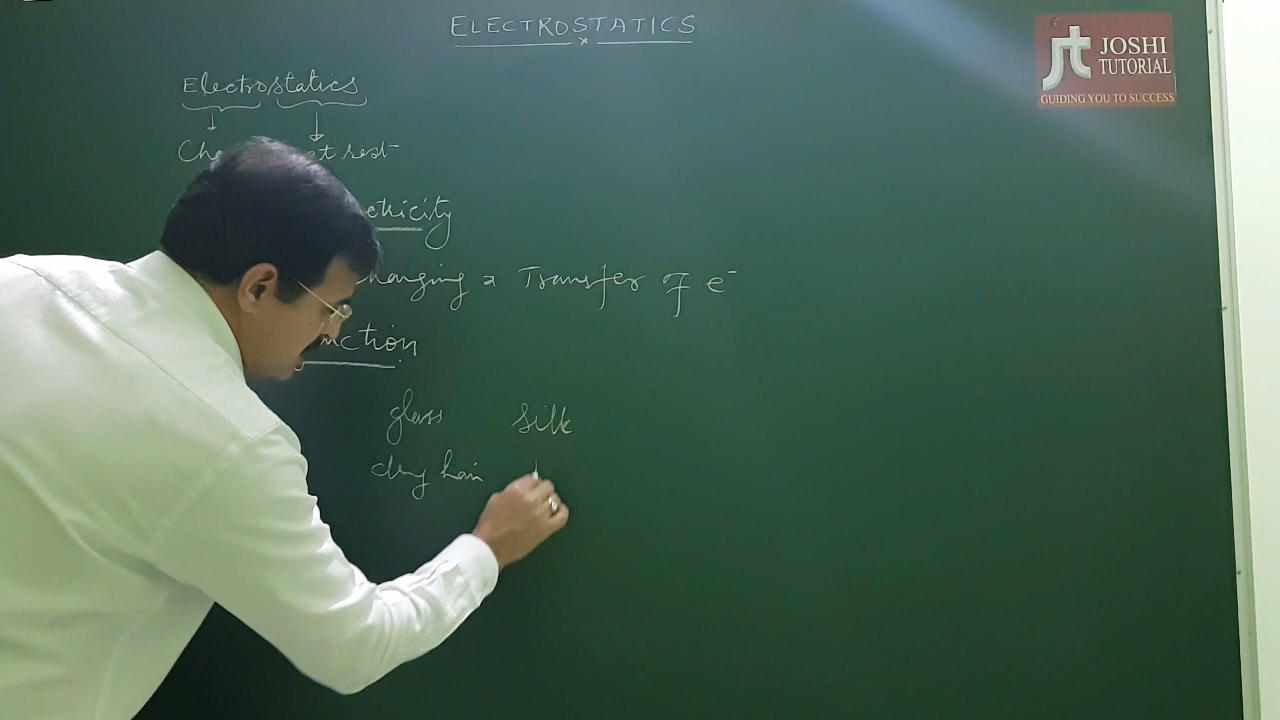 ELECTROSTATICS
JOSHI
TUTORIAL
GUIDING YOU TO SUCCESS
Electrostatics
at rest
Transfer of e⁻
glass silk
dry hair